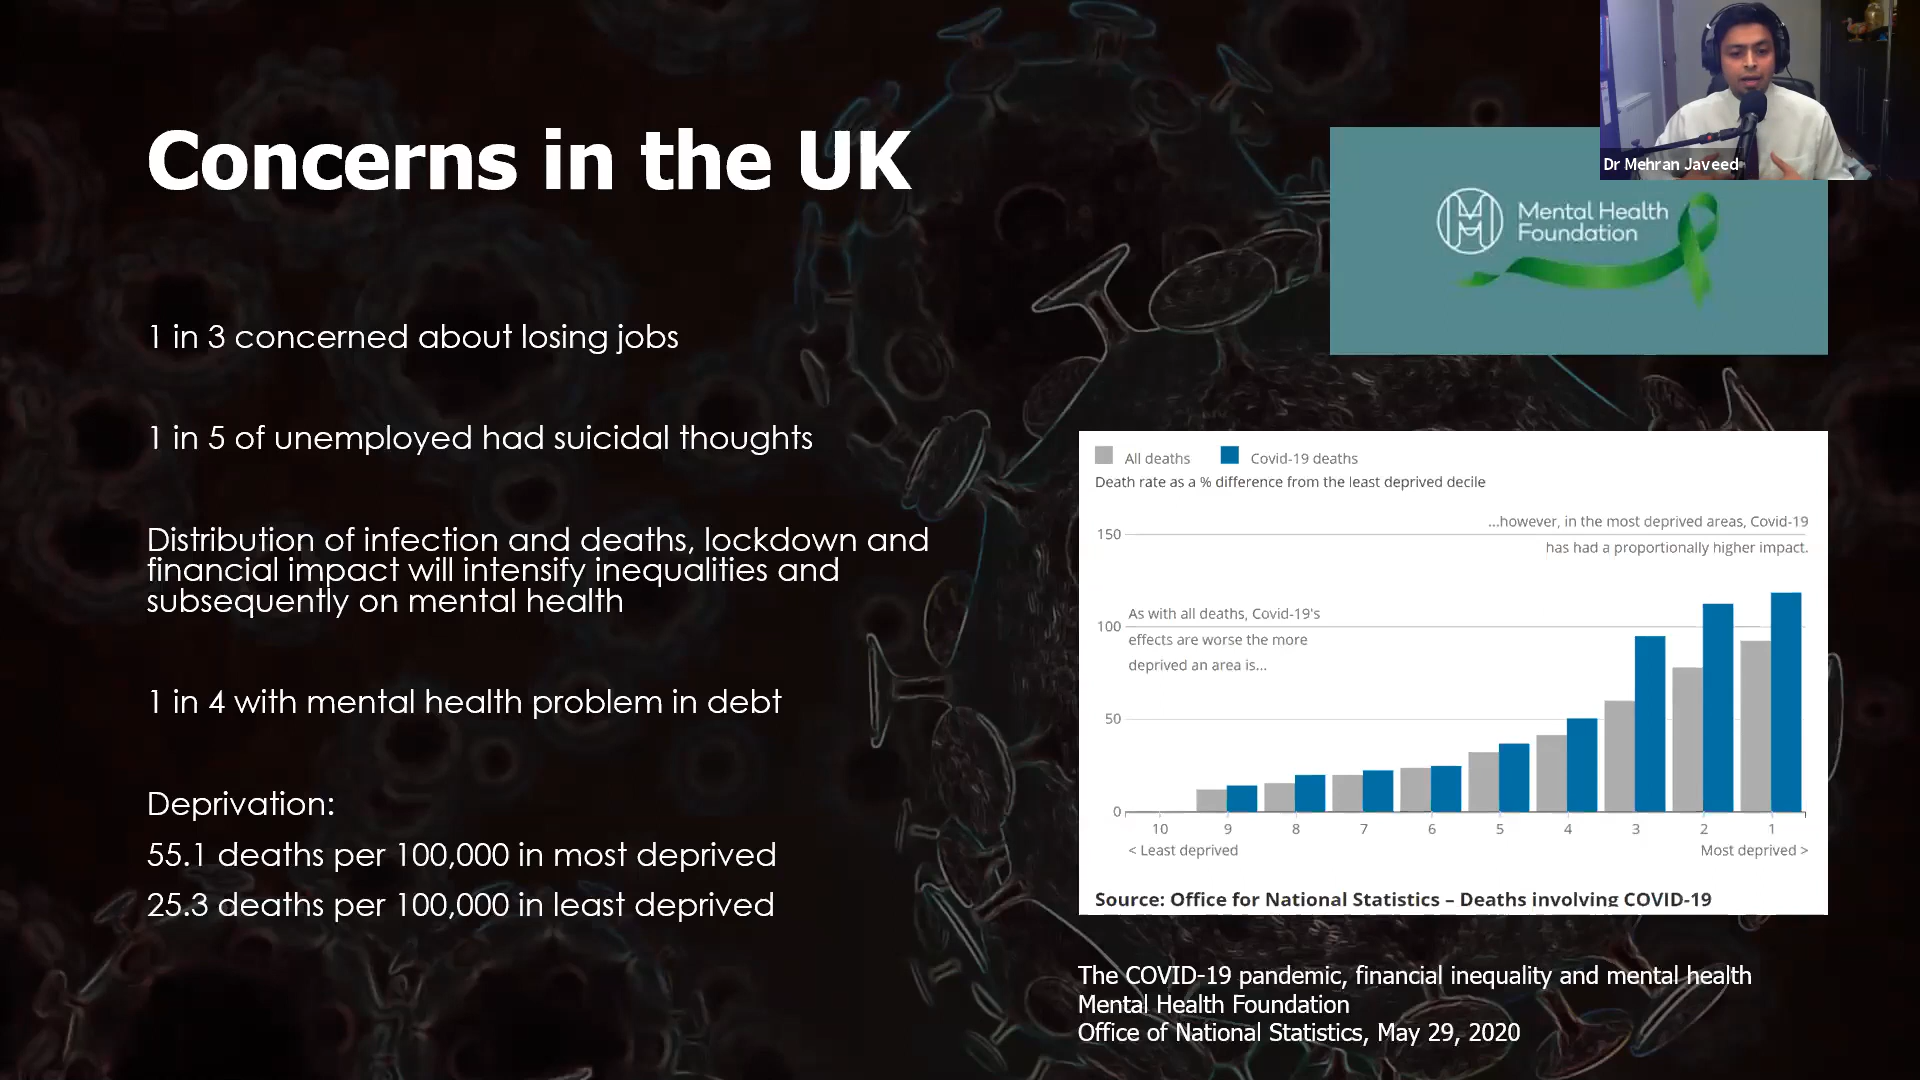 Concerns in the UK
1 in 3 concerned about losing jobs
1 in 5 of unemployed had suicidal thoughts
Distribution of infection and deaths, lockdown and
financial impact will intensify inequalities and
subsequently on mental health
1 in 4 with mental health problem in debt
Deprivation:
55.1 deaths per 100,000 in most deprived
25.3 deaths per 100,000 in least deprived
Dr Mehran Javeed
Mental Health
Foundation
All deaths Covid-19 deaths
Death rate as a % difference from the least deprived decile
...however, in the most deprived areas, Covid-19
150
has had a proportionally higher impact.
As with all deaths, Covid-19's
100
effects are worse the more
deprived an area is...
50
0
10 9 8 7 6 5 4 3 2 1
< Least deprived Most deprived >
Source: Office for National Statistics – Deaths involving COVID-19
The COVID-19 pandemic, financial inequality and mental health
Mental Health Foundation
Office of National Statistics, May 29, 2020